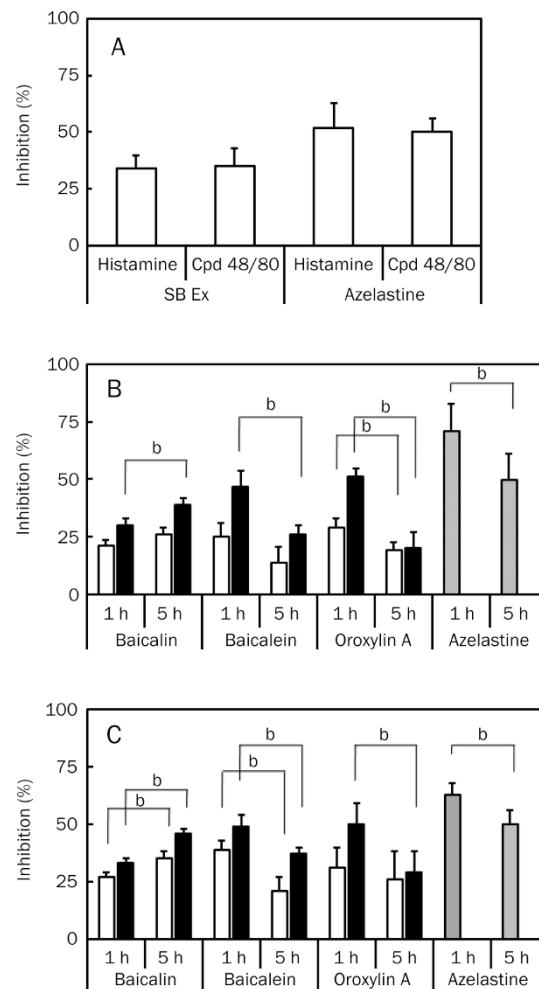 100
A
75
Inhibition (%)
50
25
0
Histamine Cpd 48/80 Histamine Cpd 48/80
SB Ex Azelastine
100
B
b
75
b
b
b
b
Inhibition (%)
50
25
0
1 h 5 h 1 h 5 h 1 h 5 h 1 h 5 h
Baicalin Baicalein Oroxylin A Azelastine
100
C
b
b
b
75
b
b
b
Inhibition (%)
50
25
0
1 h 5 h 1 h 5 h 1 h 5 h 1 h 5 h
Baicalin Baicalein Oroxylin A Azelastine